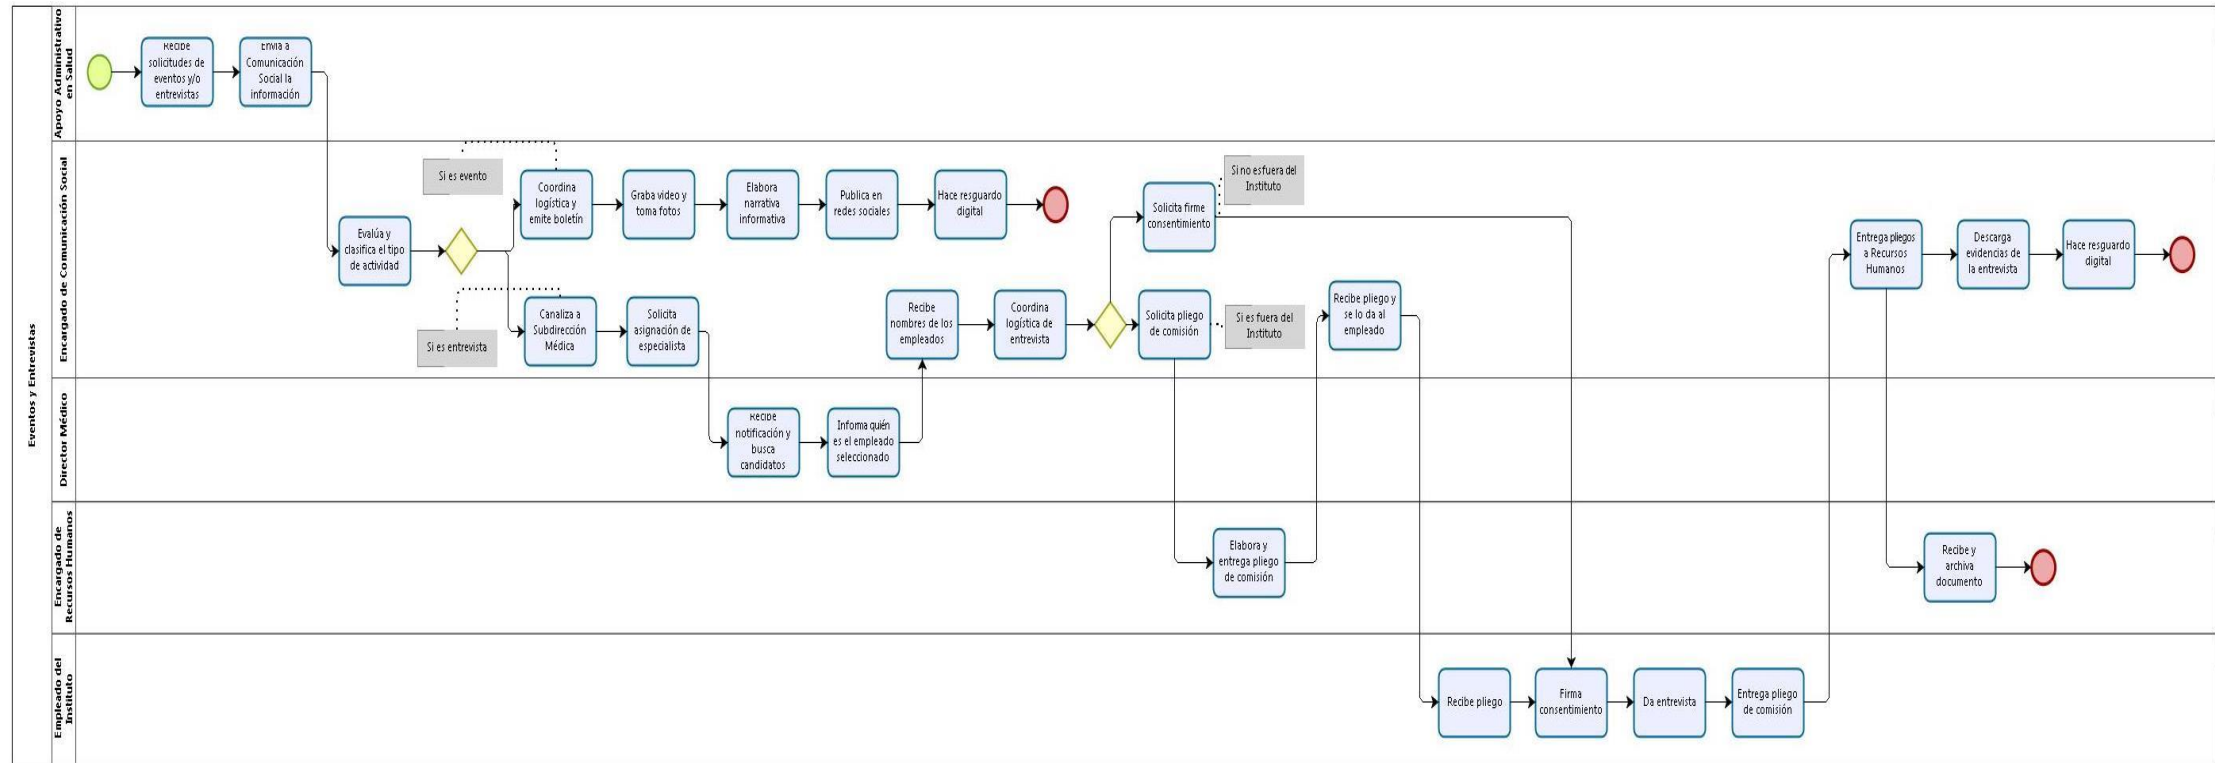 Eventos y Entrevistas
Apoyo Administrativo
en Salud
Recibe
solicitudes de
eventos y/o
entrevistas
Envía a
Comunicación
Social la
información
Encargado de Comunicación Social
Evalúa y
clasifica el tipo
de actividad
Si es evento
Coordina
logística y
emite boletín
Graba video y
toma fotos
Elabora
narrativa
informativa
Publica en
redes sociales
Hace resguardo
digital
Si es entrevista
Canaliza a
Subdirección
Médica
Solicita
asignación de
especialista
Recibe
nombres de los
empleados
Coordina
logística de
entrevista
Solicita firme
consentimiento
Si no es fuera del
Instituto
Solicita pliego
de comisión
Si es fuera del
Instituto
Recibe pliego y
se lo da al
empleado
Entrega pliegos
a Recursos
Humanos
Descarga
evidencias de
la entrevista
Hace resguardo
digital
Director Médico
Recibe
notificación y
busca
candidatos
Informa quién
es el empleado
seleccionado
Encargado de
Recursos Humanos
Elabora y
entrega pliego
de comisión
Recibe y
archiva
documento
Empleado del
Instituto
Recibe pliego
Firma
consentimiento
Da entrevista
Entrega pliego
de comisión